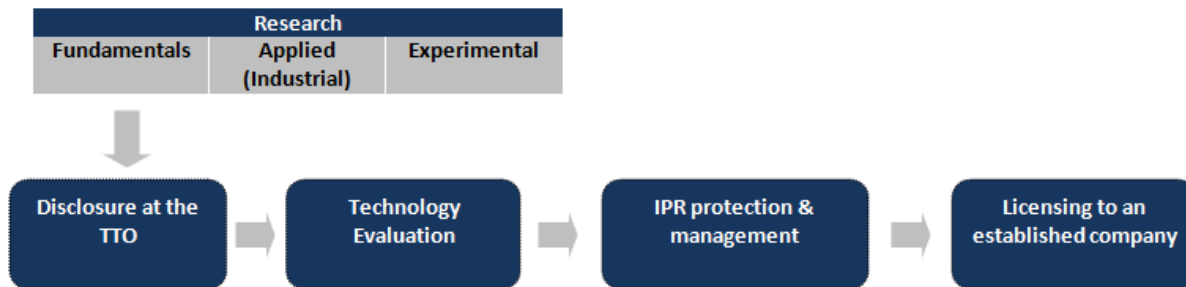 Research
Fundamentals Applied Experimental
(Industrial)
Disclosure at the
TTO
Technology
Evaluation
IPR protection &
management
Licensing to an
established company